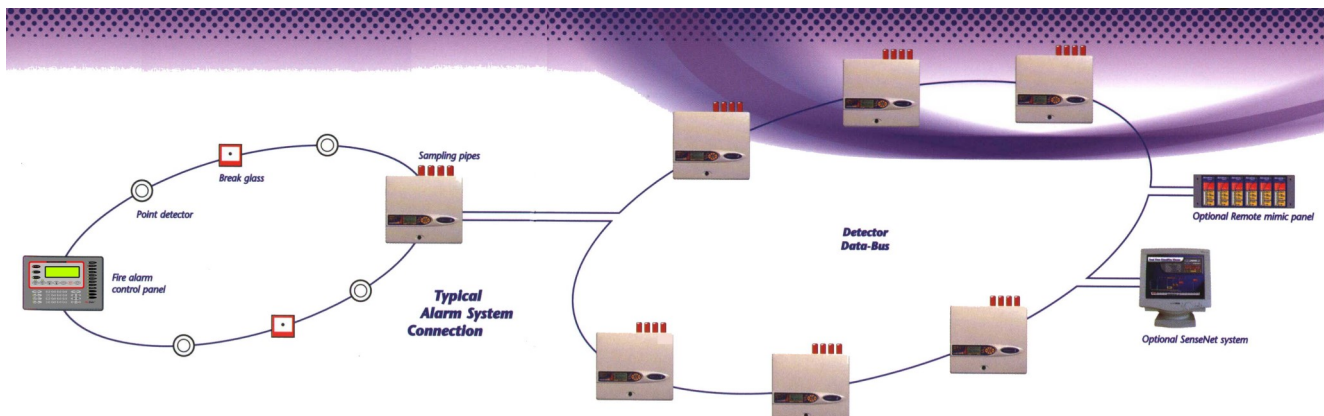 Sampling pipes
Break glass
Point detector
Fire alarm
control panel
Typical
Alarm System
Connection
Detector
Data-Bus
Optional Remote mimic panel
Optional SenseNet system